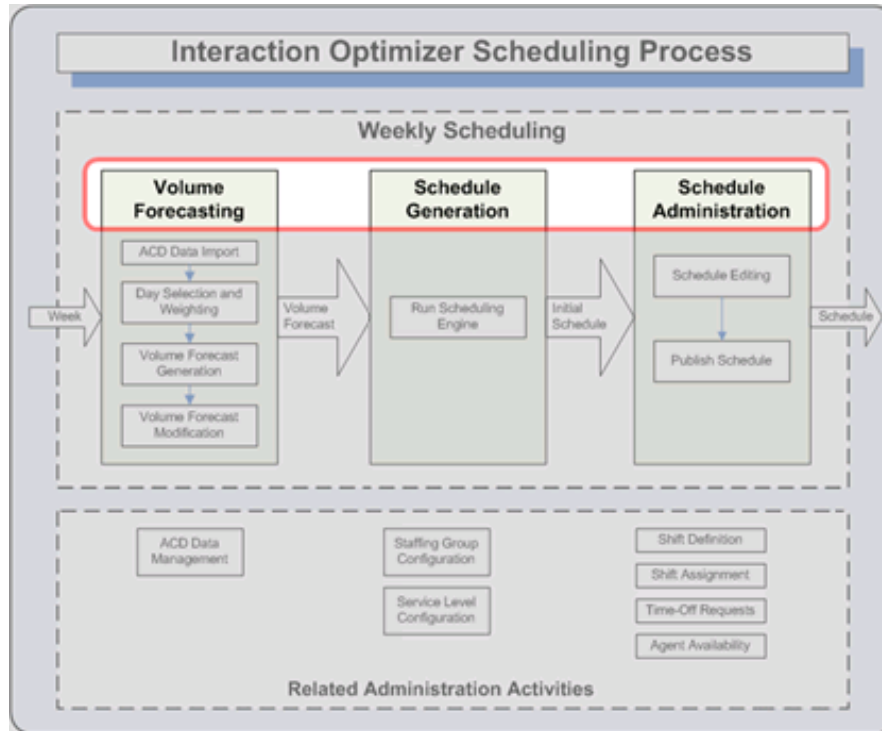 Interaction Optimizer Scheduling Process
Weekly Scheduling
Volume
Forecasting
ACD Data Import
Day Selection and
Weighting
Volume Forecast
Generation
Volume Forecast
Modification
Week
Volume
Forecast
Schedule
Generation
Run Scheduling
Engine
Initial
Schedule
Schedule
Administration
Schedule Editing
Publish Schedule
Schedule
ACD Data
Management
Staffing Group
Configuration
Service Level
Configuration
Shift Definition
Shift Assignment
Time-Off Requests
Agent Availability
Related Administration Activities